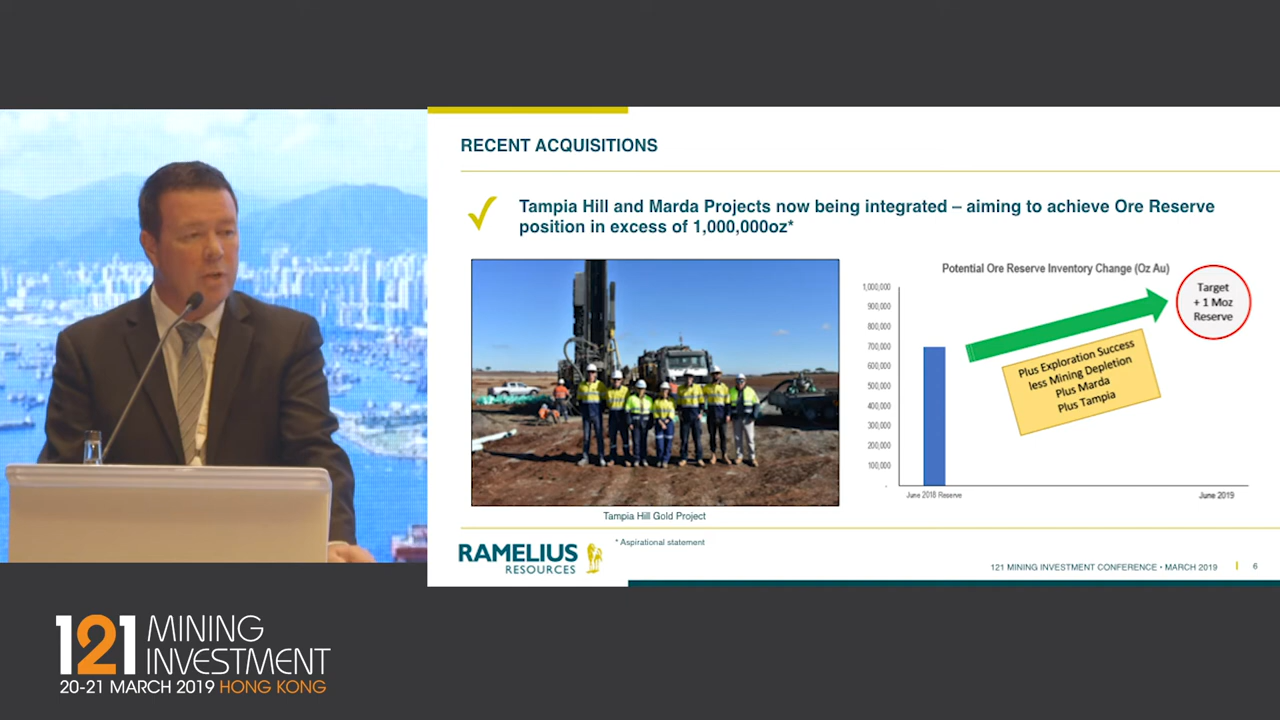 RECENT ACQUISITIONS
Tampia Hill and Marda Projects now being integrated – aiming to achieve Ore Reserve
position in excess of 1,000,000oz*
Potential Ore Reserve Inventory Change (Oz Au)
1,000,000
900,000
800,000
700,000
600,000
500,000
400,000
300,000
200,000
100,000
-
June 2018 Reserve
June 2019
Target
+ 1 Moz
Reserve
Plus Exploration Success
less Mining Depletion
Plus Marda
Plus Tampia
Tampia Hill Gold Project
* Aspirational statement
RAMELIUS
RESOURCES
121 MINING INVESTMENT CONFERENCE • MARCH 2019
6
121 MINING
INVESTMENT
20-21 MARCH 2019 HONG KONG